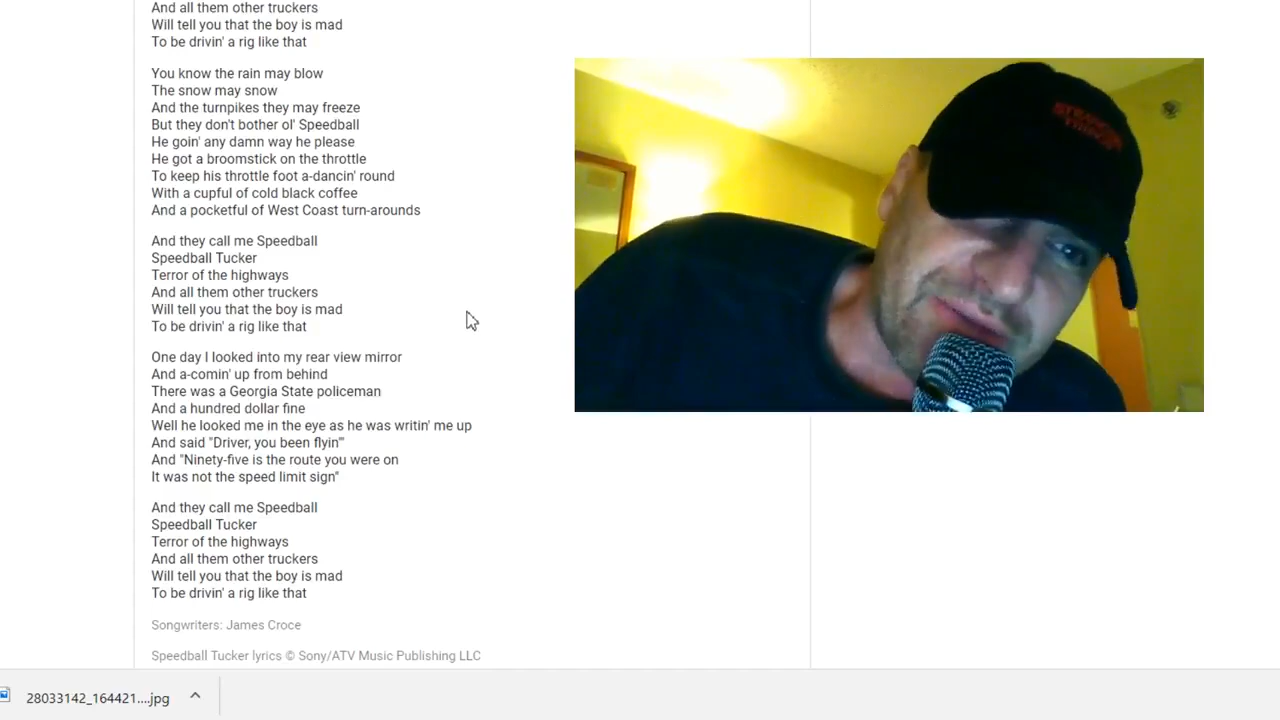 And all them other truckers
Will tell you that the boy is mad
To be drivin' a rig like that
You know the rain may blow
The snow may snow
And the turnpikes they may freeze
But they don't bother ol' Speedball
He goin' any damn way he please
He got a broomstick on the throttle
To keep his throttle foot a-dancin' round
With a cupful of cold black coffee
And a pocketful of West Coast turn-arounds
And they call me Speedball
Speedball Tucker
Terror of the highways
And all them other truckers
Will tell you that the boy is mad
To be drivin' a rig like that
One day I looked into my rear view mirror
And a-comin' up from behind
There was a Georgia State policeman
And a hundred dollar fine
Well he looked me in the eye as he was writin' me up
And said "Driver, you been flyin'"
And "Ninety-five is the route you were on
It was not the speed limit sign"
And they call me Speedball
Speedball Tucker
Terror of the highways
And all them other truckers
Will tell you that the boy is mad
To be drivin' a rig like that
Songwriters: James Croce
Speedball Tucker lyrics © Sony/ATV Music Publishing LLC
28033142_164421....jpg
STRANGER
THINGS